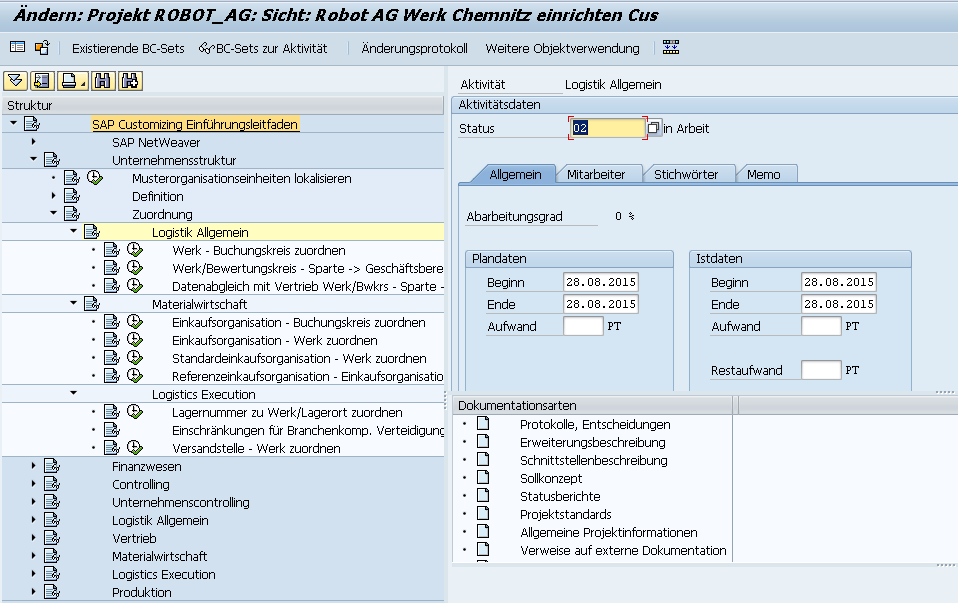 Ändern: Projekt ROBOT_AG: Sicht: Robot AG Werk Chemnitz einrichten Cus
Existierende BC-Sets BC-Sets zur Aktivität Änderungsprotokoll Weitere Objektverwendung
Struktur
SAP Customizing Einführungsleitfaden
SAP NetWeaver
Unternehmensstruktur
Musterorganisationseinheiten lokalisieren
Definition
Zuordnung
Logistik Allgemein
Werk - Buchungskreis zuordnen
Werk/Bewertungskreis - Sparte -> Geschäftsbere
Datenabgleich mit Vertrieb Werk/Bwkrs - Sparte -
Materialwirtschaft
Einkaufsorganisation - Buchungskreis zuordnen
Einkaufsorganisation - Werk zuordnen
Standardeinkaufsorganisation - Werk zuordnen
Referenzeinkaufsorganisation - Einkaufsorganisatio
Logistics Execution
Lagernummer zu Werk/Lagerort zuordnen
Einschränkungen für Branchenkomp. Verteidigung
Versandstelle - Werk zuordnen
Finanzwesen
Controlling
Unternehmenscontrolling
Logistik Allgemein
Vertrieb
Materialwirtschaft
Logistics Execution
Produktion
Aktivität Logistik Allgemein
Aktivitätsdaten
Status 02 in Arbeit
Allgemein Mitarbeiter Stichwörter Memo
Abarbeitungsgrad 0 %
Plandaten
Beginn 28.08.2015
Ende 28.08.2015
Aufwand PT
Istdaten
Beginn 28.08.2015
Ende 28.08.2015
Aufwand PT
Restaufwand PT
Dokumentationsarten
Protokolle, Entscheidungen
Erweiterungsbeschreibung
Schnittstellenbeschreibung
Sollkonzept
Statusberichte
Projektstandards
Allgemeine Projektinformationen
Verweise auf externe Dokumentation